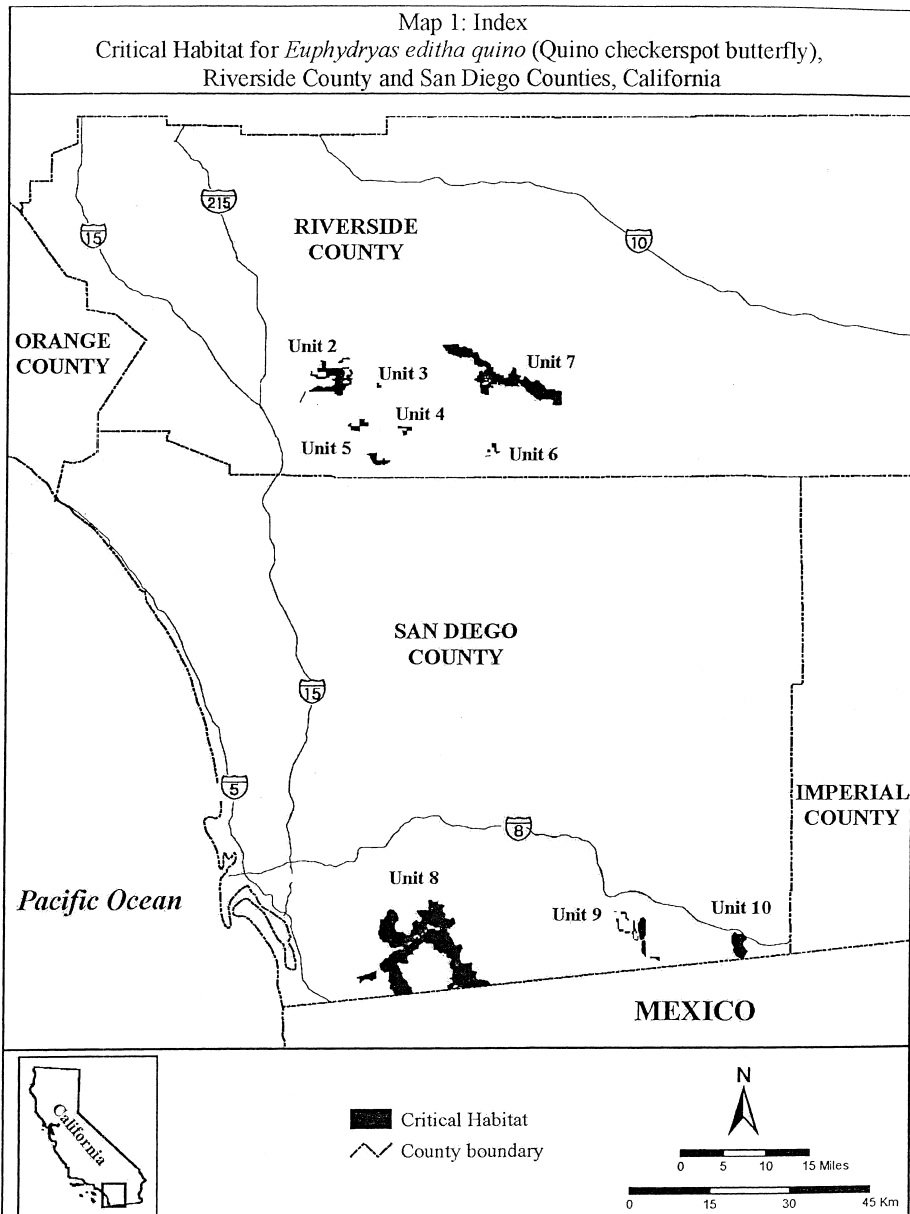 Map 1: Index
Critical Habitat for Euphydryas editha quino (Quino checkerspot butterfly),
Riverside County and San Diego Counties, California
215
15
RIVERSIDE
COUNTY
10
ORANGE
COUNTY
Unit 2
Unit 3
Unit 7
Unit 4
Unit 5
Unit 6
SAN DIEGO
COUNTY
15
5
IMPERIAL
COUNTY
8
Pacific Ocean
Unit 8
Unit 9
Unit 10
MEXICO
California
Critical Habitat
County boundary
N
0 5 10 15 Miles
0 15 30 45 Km